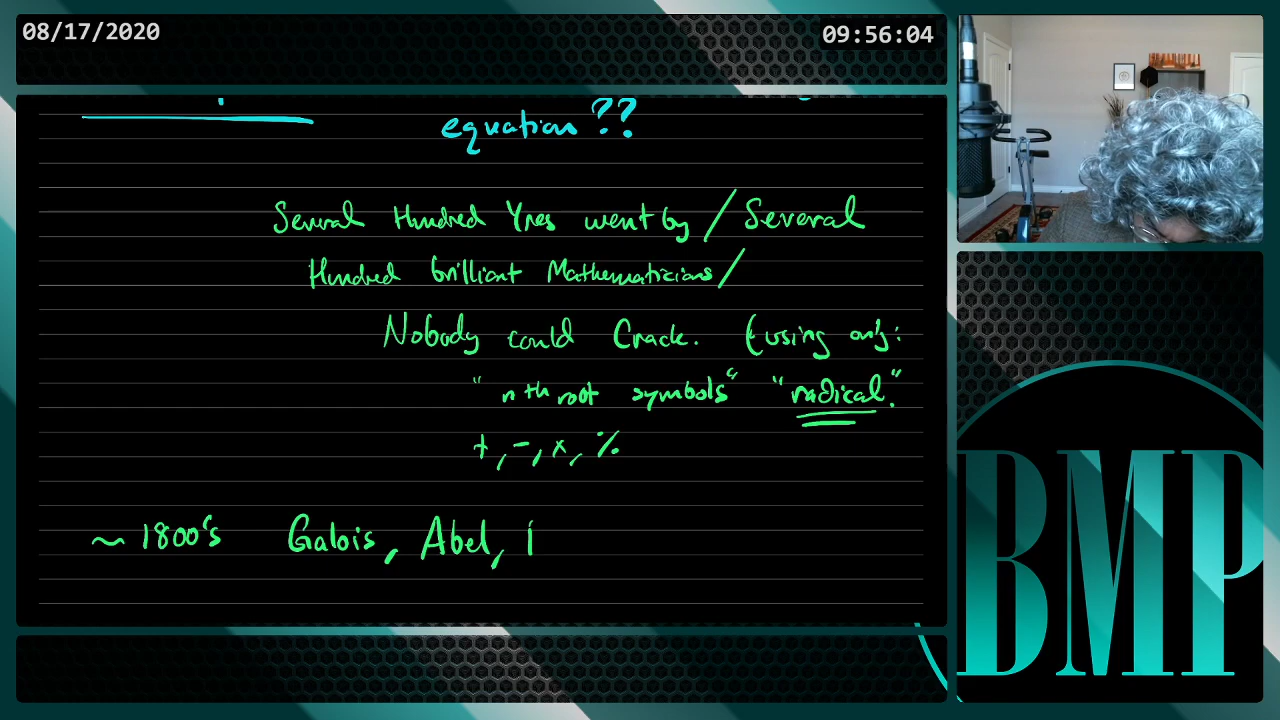 08/17/2020
09:56:04
equation ??
Several Hundred Yres went by / Several
Hundred brilliant Mathematicians /
Nobody could Crack. (using only:
"nth root symbols" "radical."
+, -, x, %
~ 1800's Galois, Abel,
BMP